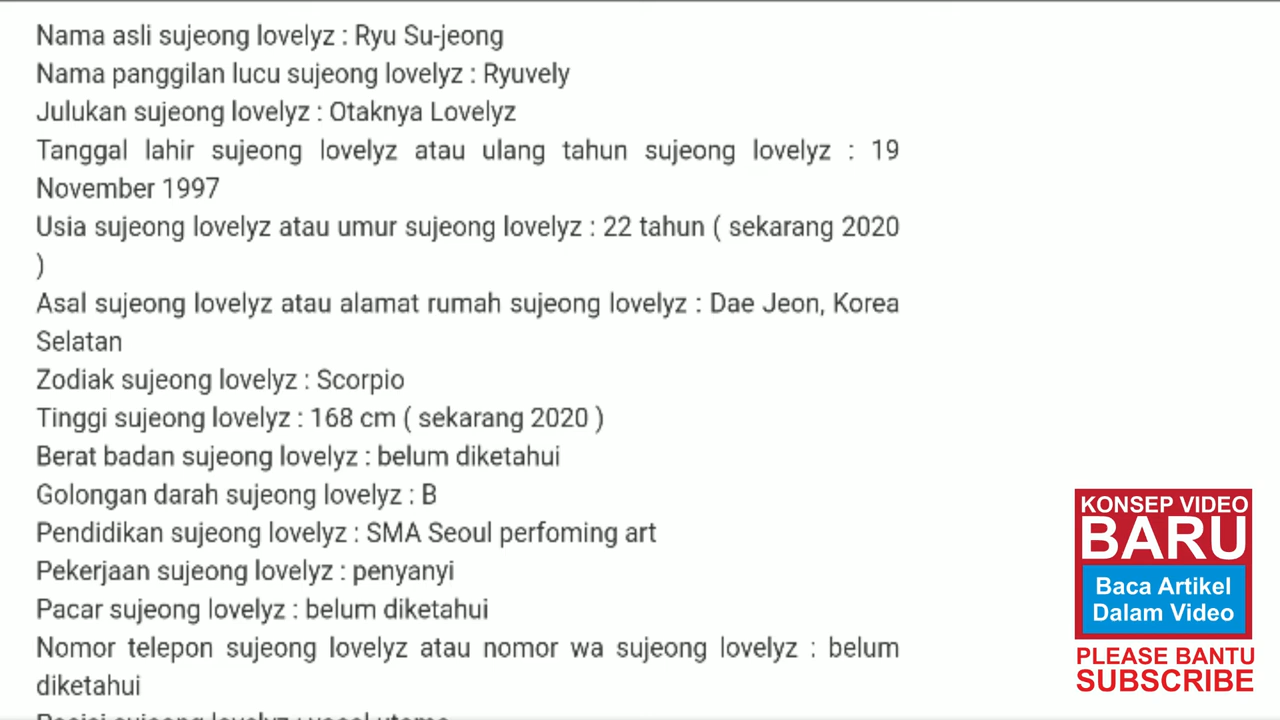 Nama asli sujeong lovelyz : Ryu Su-jeong
Nama panggilan lucu sujeong lovelyz : Ryuvely
Julukan sujeong lovelyz : Otaknya Lovelyz
Tanggal lahir sujeong lovelyz atau ulang tahun sujeong lovelyz : 19
November 1997
Usia sujeong lovelyz atau umur sujeong lovelyz : 22 tahun ( sekarang 2020
)
Asal sujeong lovelyz atau alamat rumah sujeong lovelyz : Dae Jeon, Korea
Selatan
Zodiak sujeong lovelyz : Scorpio
Tinggi sujeong lovelyz : 168 cm ( sekarang 2020 )
Berat badan sujeong lovelyz : belum diketahui
Golongan darah sujeong lovelyz : B
Pendidikan sujeong lovelyz : SMA Seoul perfoming art
Pekerjaan sujeong lovelyz : penyanyi
Pacar sujeong lovelyz : belum diketahui
Nomor telepon sujeong lovelyz atau nomor wa sujeong lovelyz : belum
diketahui
Posisi sujeong lovelyz : vocal utama
KONSEP VIDEO
BARU
Baca Artikel
Dalam Video
PLEASE BANTU
SUBSCRIBE